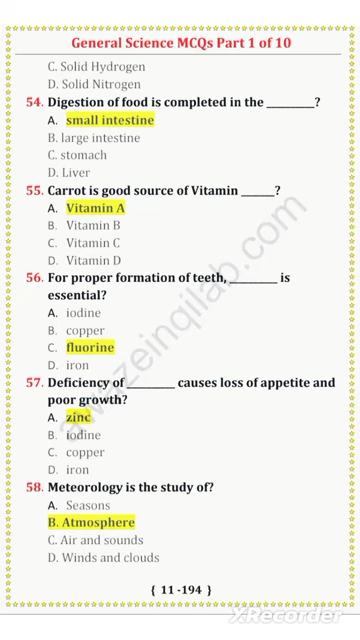 General Science MCQs Part 1 of 10
C. Solid Hydrogen
D. Solid Nitrogen
54. Digestion of food is completed in the ________?
A. small intestine
B. large intestine
C. stomach
D. Liver
55. Carrot is good source of Vitamin _____?
A. Vitamin A
B. Vitamin B
C. Vitamin C
D. Vitamin D
56. For proper formation of teeth, ________ is
essential?
A. iodine
B. copper
C. fluorine
D. iron
57. Deficiency of ________ causes loss of appetite and
poor growth?
A. zinc
B. iodine
C. copper
D. iron
58. Meteorology is the study of?
A. Seasons
B. Atmosphere
C. Air and sounds
D. Winds and clouds
awazeinqilab.com
{ 11 -194 }
XRecorder